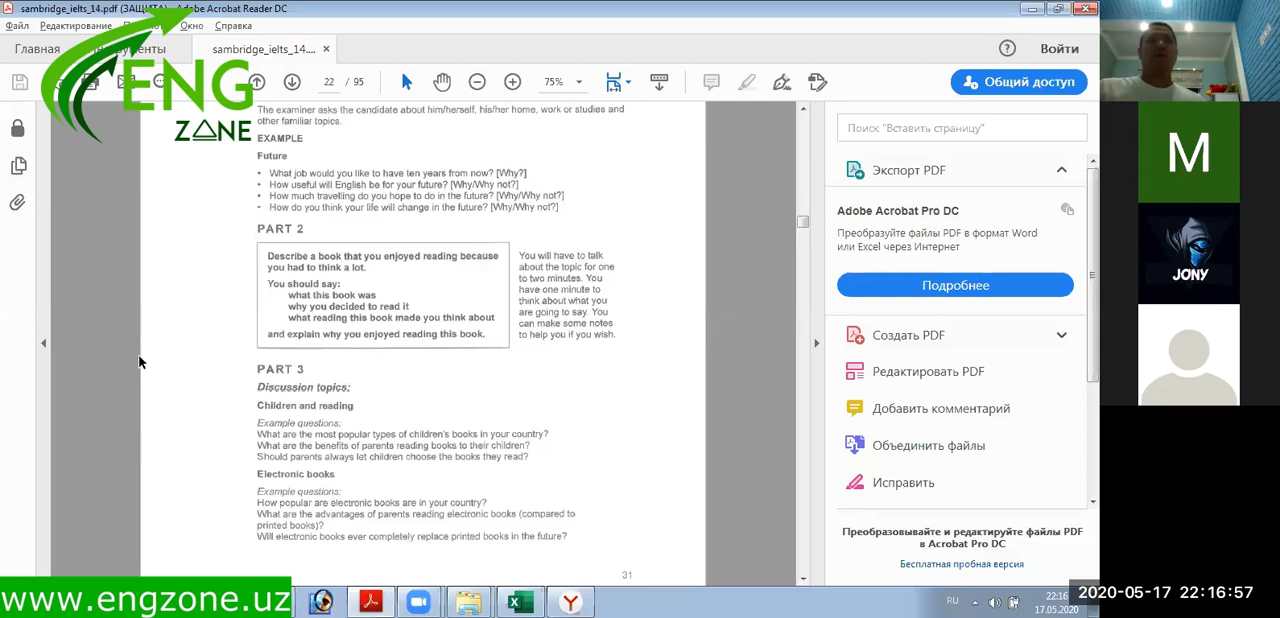 sambridge_ielts_14.pdf (ЗАЩИТА) - Adobe Acrobat Reader DC
Файл Редактирование Окно Справка
Главная Инструменты sambridge_ielts_14.... × Войти
22 / 95 75% Общий доступ
ENG
ZONE
The examiner asks the candidate about him/herself, his/her home, work or studies and
other familiar topics.
EXAMPLE
Future
• What job would you like to have ten years from now? [Why?]
• How useful will English be for your future? [Why/Why not?]
• How much travelling do you hope to do in the future? [Why/Why not?]
• How do you think your life will change in the future? [Why/Why not?]
PART 2
Describe a book that you enjoyed reading because
you had to think a lot.
You should say:
what this book was
why you decided to read it
what reading this book made you think about
and explain why you enjoyed reading this book.
You will have to talk
about the topic for one
to two minutes. You
have one minute to
think about what you
are going to say. You
can make some notes
to help you if you wish.
PART 3
Discussion topics:
Children and reading
Example questions:
What are the most popular types of children's books in your country?
What are the benefits of parents reading books to their children?
Should parents always let children choose the books they read?
Electronic books
Example questions:
How popular are electronic books are in your country?
What are the advantages of parents reading electronic books (compared to
printed books)?
Will electronic books ever completely replace printed books in the future?
31
Поиск "Вставить страницу"
Экспорт PDF
Adobe Acrobat Pro DC
Преобразуйте файлы PDF в формат Word
или Excel через Интернет
Подробнее
Создать PDF
Редактировать PDF
Добавить комментарий
Объединить файлы
Исправить
Преобразовывайте и редактируйте файлы PDF
в Acrobat Pro DC
Бесплатная пробная версия
M
JONY
www.engzone.uz
RU
22:16
17.05.2020
2020-05-17 22:16:57